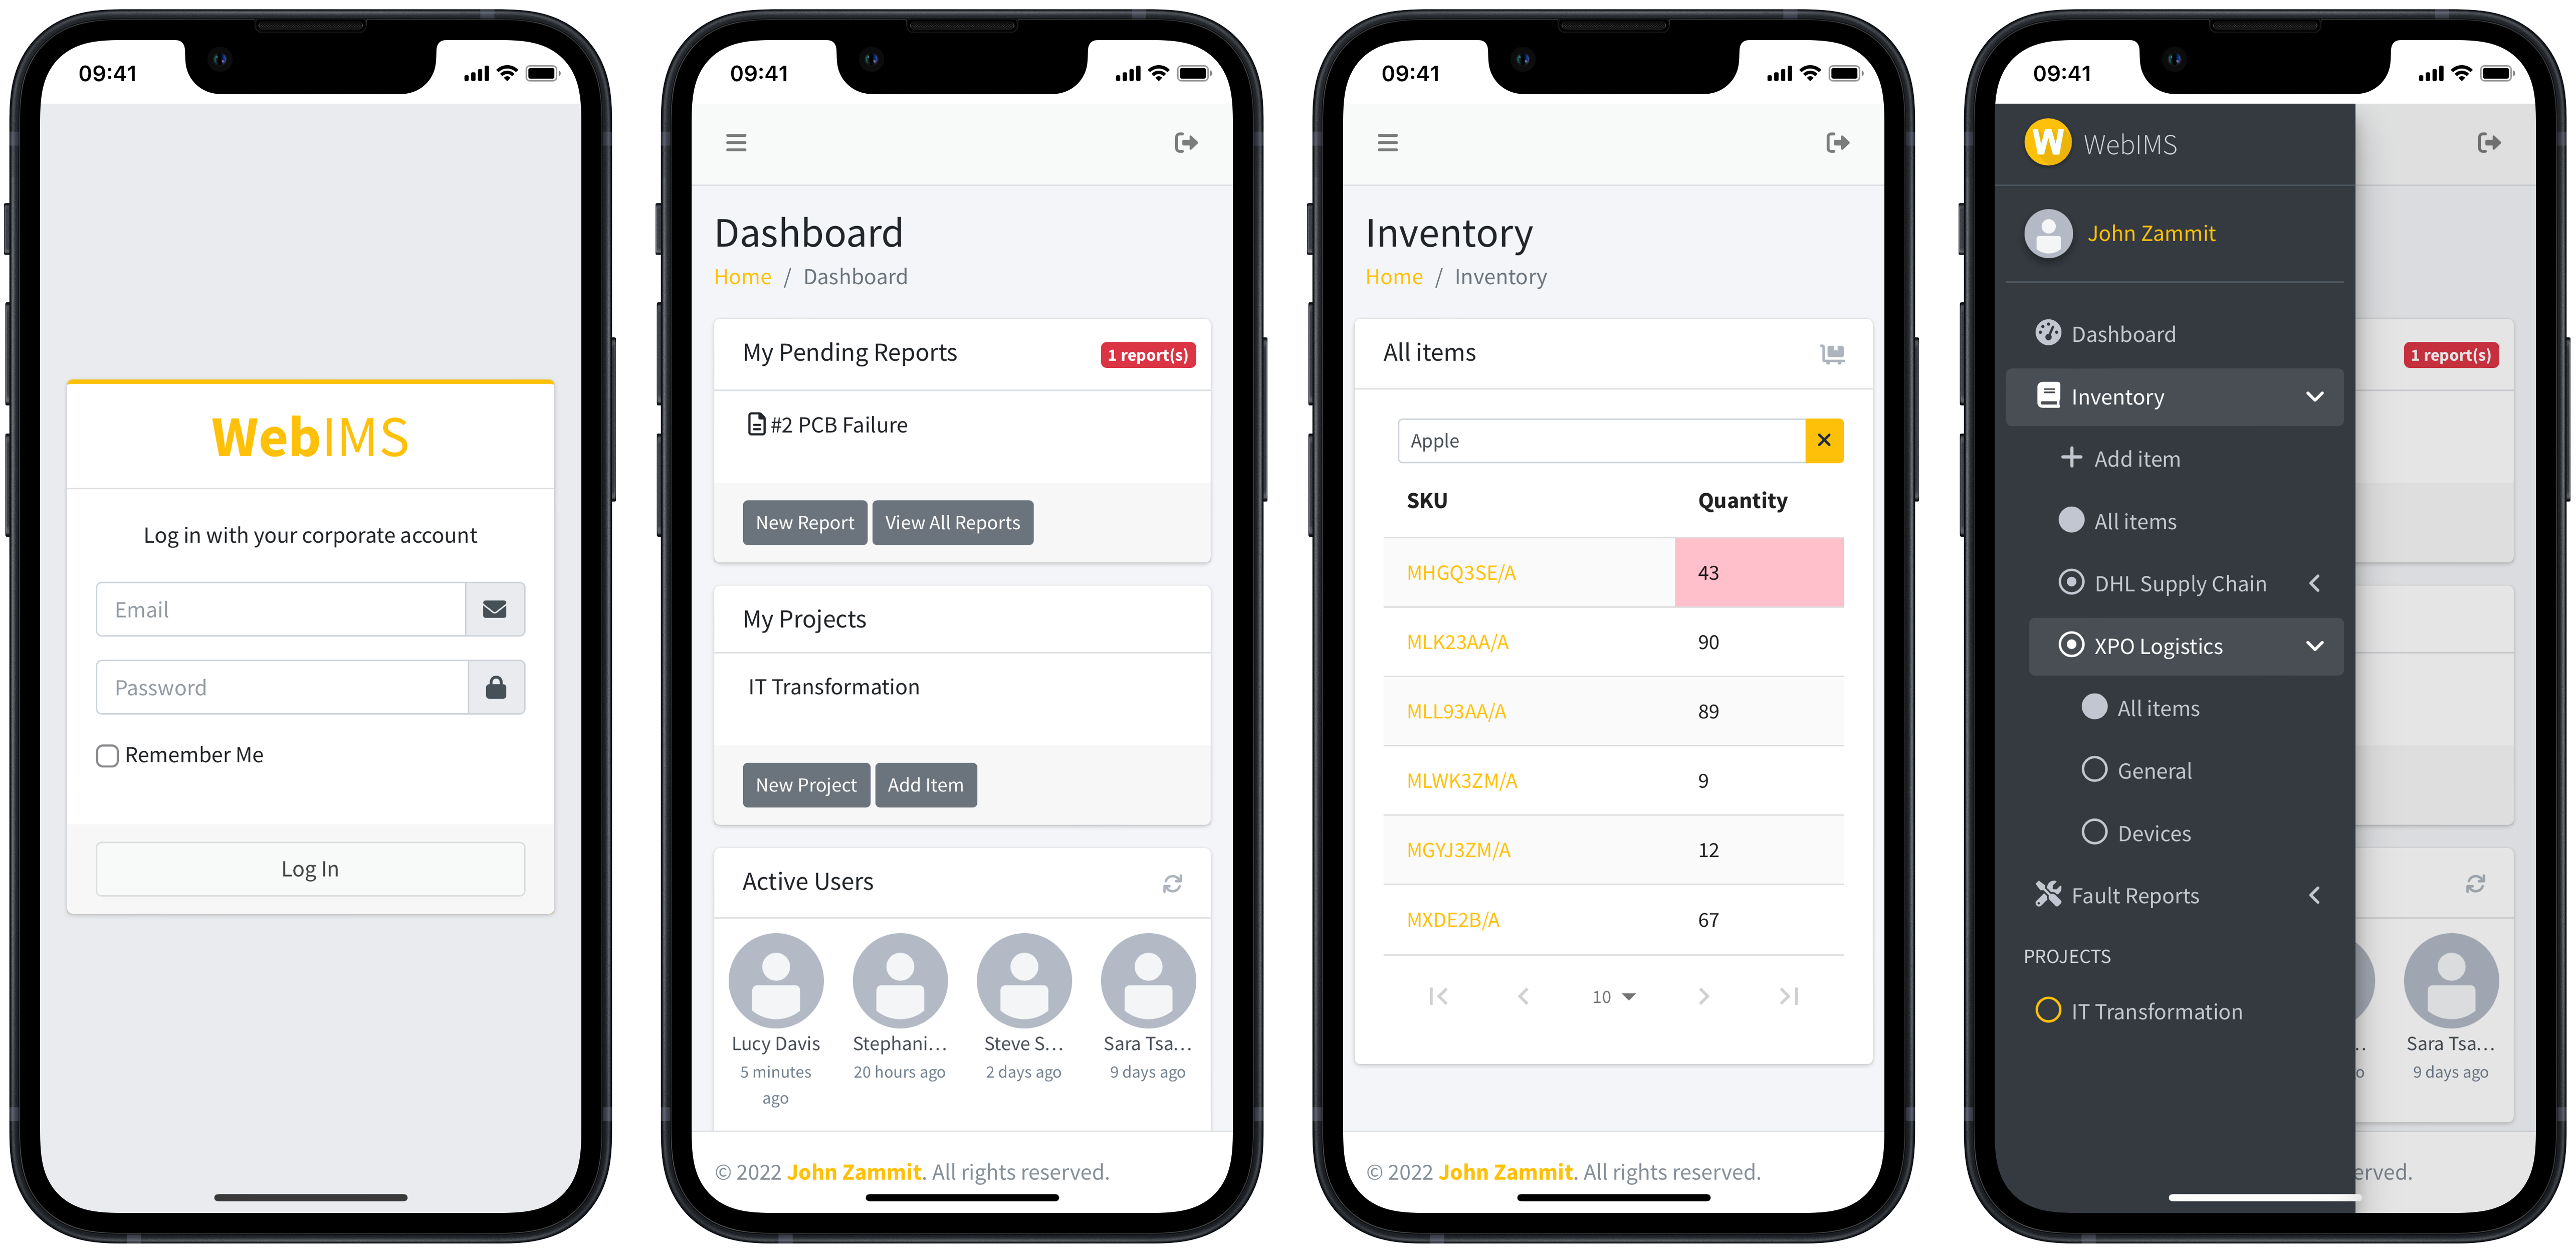 09:41
WebIMS
Log in with your corporate account
Email
Password
Remember Me
Log In
09:41
Dashboard
Home / Dashboard
My Pending Reports
1 report(s)
#2 PCB Failure
New Report
View All Reports
My Projects
IT Transformation
New Project
Add Item
Active Users
Lucy Davis
5 minutes
ago
Stephani...
20 hours ago
Steve S...
2 days ago
Sara Tsa...
9 days ago
© 2022 John Zammit. All rights reserved.
09:41
Inventory
Home / Inventory
All items
Apple
SKU Quantity
MHGQ3SE/A 43
MLK23AA/A 90
MLL93AA/A 89
MLWK3ZM/A 9
MGYJ3ZM/A 12
MXDE2B/A 67
10
© 2022 John Zammit. All rights reserved.
09:41
W WebIMS
John Zammit
Dashboard
Inventory
Add item
All items
DHL Supply Chain
XPO Logistics
All items
General
Devices
Fault Reports
PROJECTS
IT Transformation
1 report(s)
Sara Tsa...
9 days ago
erved.